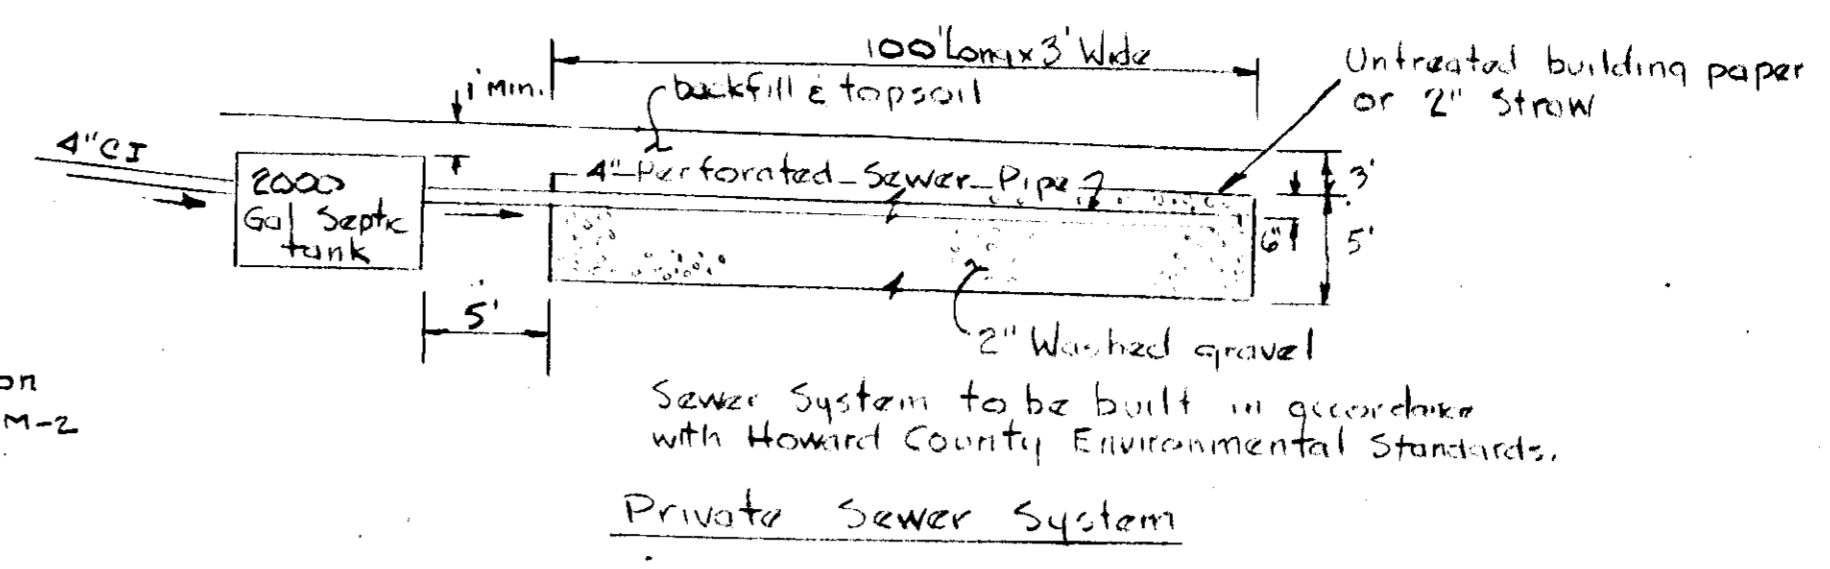 100' Long x 3' Wide
Untreated building paper
or 2" Straw
1' Min.
backfill & topsoil
4" CI
2000
Gal Septic
tank
4" Perforated Sewer Pipe
3'
6"
5'
5'
2" Washed gravel
on
M-2
Sewer System to be built in accordance
with Howard County Environmental Standards.
Private Sewer System